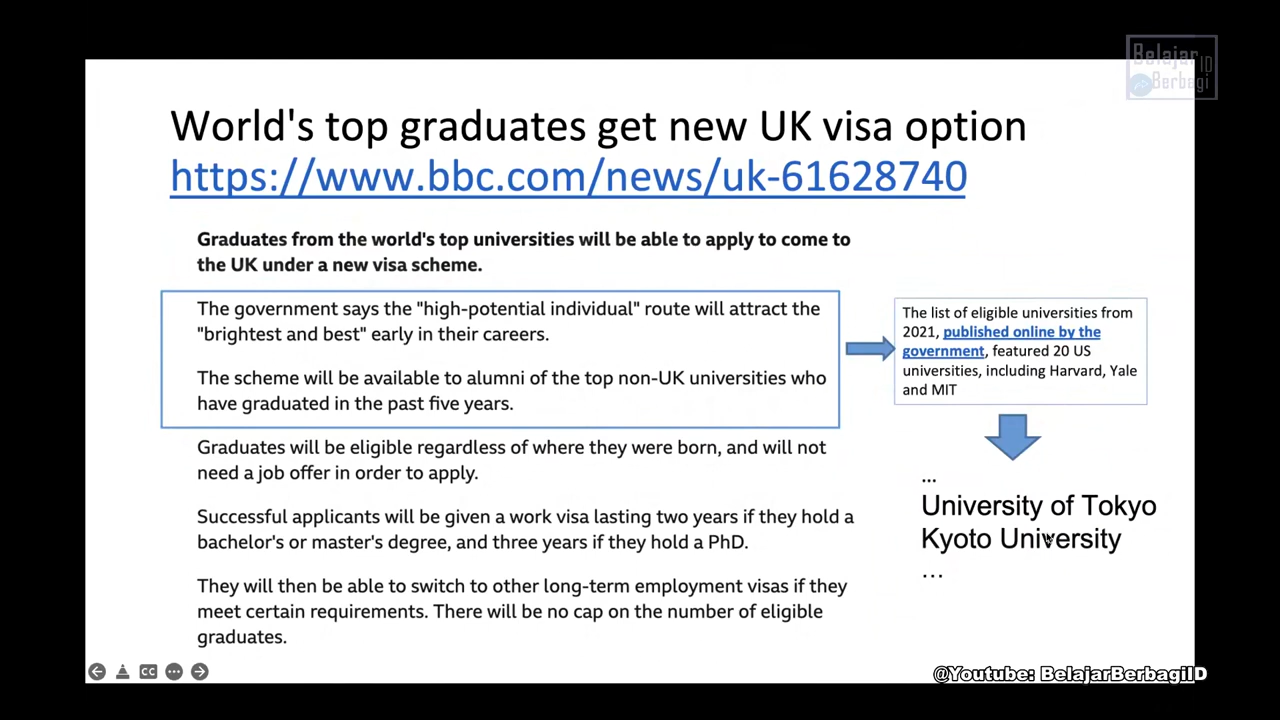 Belajar
ID
Berbagi
World's top graduates get new UK visa option
https://www.bbc.com/news/uk-61628740
Graduates from the world's top universities will be able to apply to come to
the UK under a new visa scheme.
The government says the "high-potential individual" route will attract the
"brightest and best" early in their careers.
The scheme will be available to alumni of the top non-UK universities who
have graduated in the past five years.
Graduates will be eligible regardless of where they were born, and will not
need a job offer in order to apply.
Successful applicants will be given a work visa lasting two years if they hold a
bachelor's or master's degree, and three years if they hold a PhD.
They will then be able to switch to other long-term employment visas if they
meet certain requirements. There will be no cap on the number of eligible
graduates.
The list of eligible universities from
2021, published online by the
government, featured 20 US
universities, including Harvard, Yale
and MIT
...
University of Tokyo
Kyoto University
...
CC
@Youtube: BelajarBerbagiID